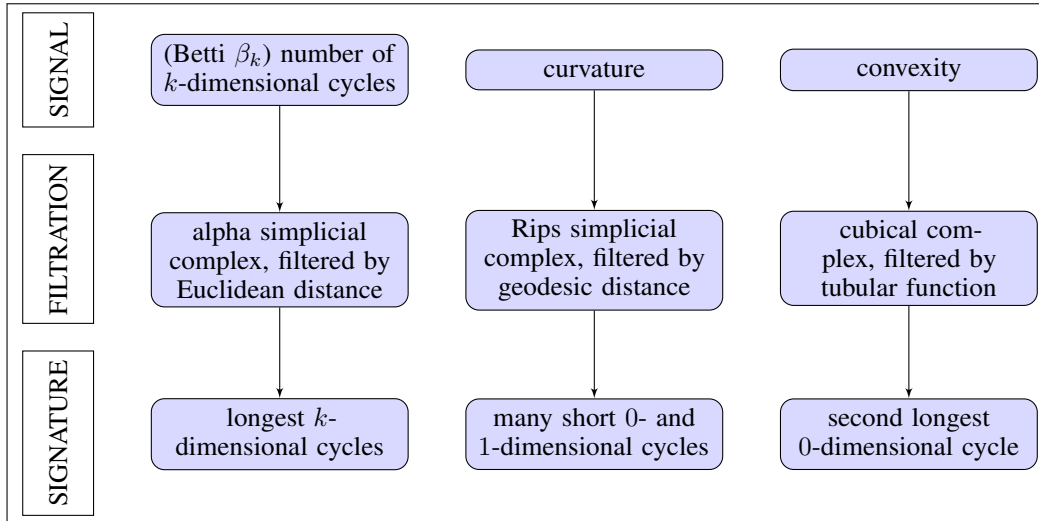 SIGNAL
(Betti βk) number of
k-dimensional cycles
curvature
convexity
FILTRATION
alpha simplicial
complex, filtered by
Euclidean distance
Rips simplicial
complex, filtered by
geodesic distance
cubical com-
plex, filtered by
tubular function
SIGNATURE
longest k-
dimensional cycles
many short 0- and
1-dimensional cycles
second longest
0-dimensional cycle